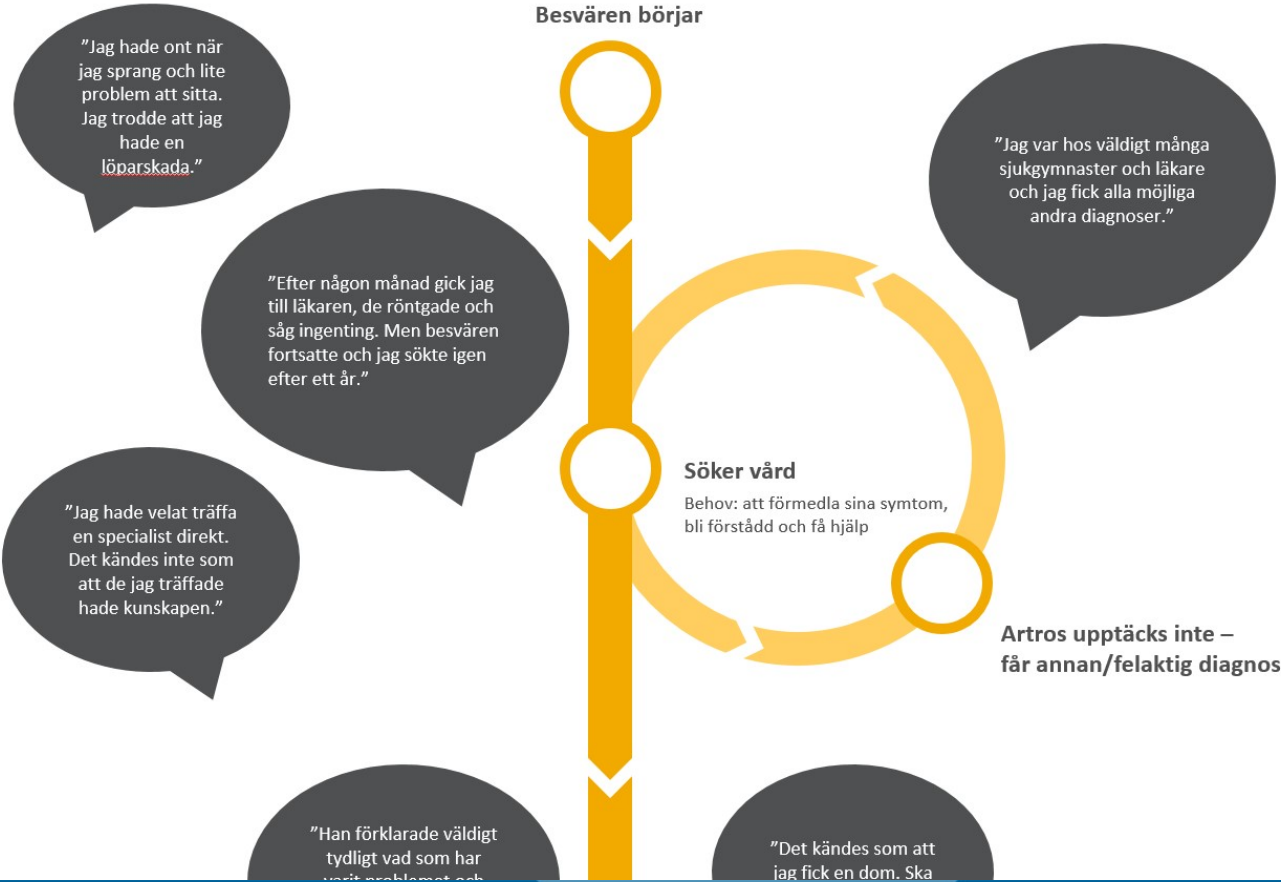 Besvären börjar
”Jag hade ont när
jag sprang och lite
problem att sitta.
Jag trodde att jag
hade en
löparskada.”
”Jag var hos väldigt många
sjukgymnaster och läkare
och jag fick alla möjliga
andra diagnoser.”
”Efter någon månad gick jag
till läkaren, de röntgade och
såg ingenting. Men besvären
fortsatte och jag sökte igen
efter ett år.”
Söker vård
Behov: att förmedla sina symtom,
bli förstådd och få hjälp
”Jag hade velat träffa
en specialist direkt.
Det kändes inte som
att de jag träffade
hade kunskapen.”
Artros upptäcks inte –
får annan/felaktig diagnos
”Han förklarade väldigt
tydligt vad som har
varit problemet och
”Det kändes som att
jag fick en dom. Ska